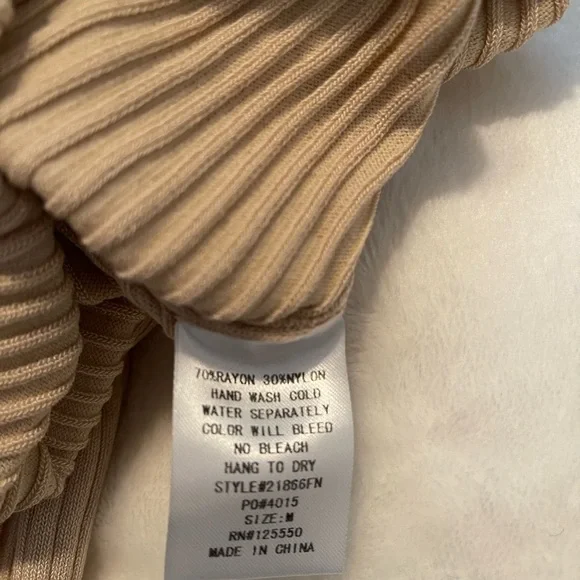 70%RAYON 30%NYLON
HAND WASH COLD
WATER SEPARATELY
COLOR WILL BLEED
NO BLEACH
HANG TO DRY
STYLE#21866FN
PO#4015
SIZE:M
RN#125550
MADE IN CHINA